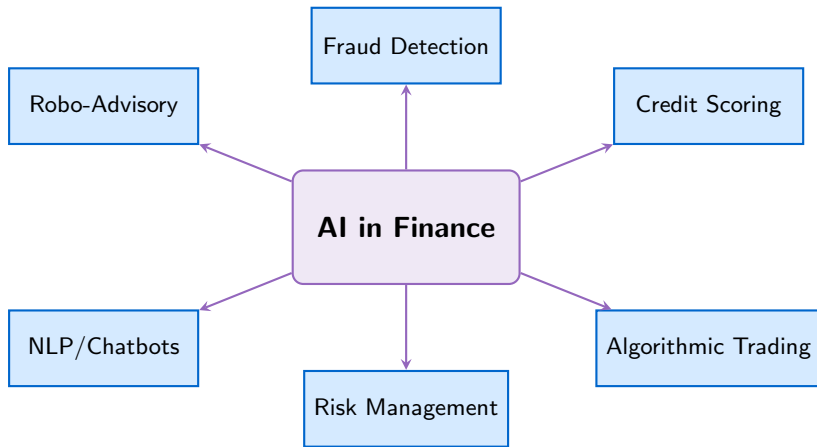 Fraud Detection
Robo-Advisory
Credit Scoring
AI in Finance
NLP/Chatbots
Algorithmic Trading
Risk Management